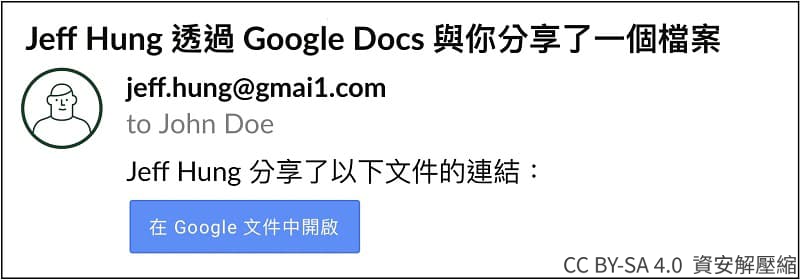 Jeff Hung 透過 Google Docs 與你分享了一個檔案
jeff.hung@gmai1.com
to John Doe
Jeff Hung 分享了以下文件的連結：
在 Google 文件中開啟
CC BY-SA 4.0 資安解壓縮